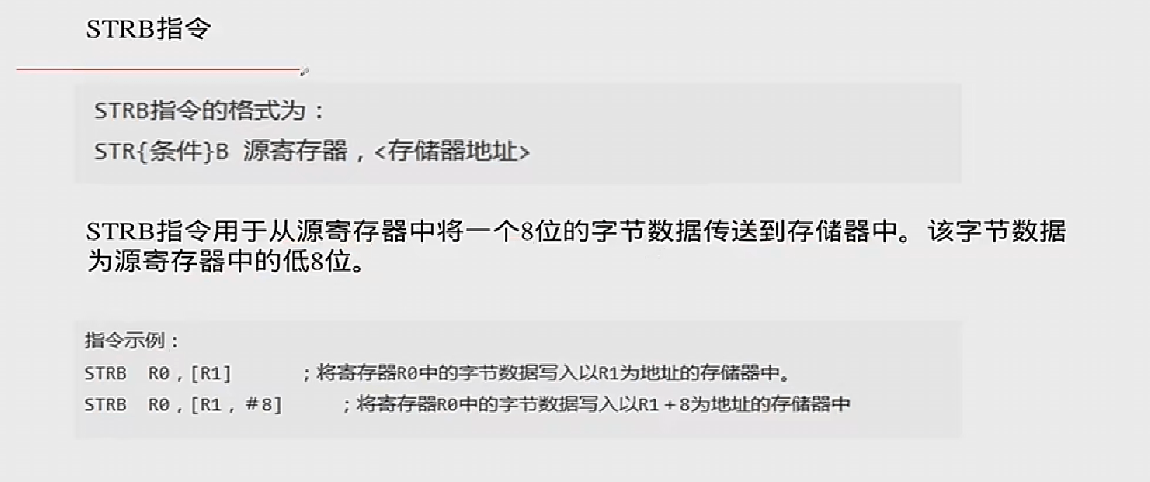 STRB指令
STRB指令的格式为：
STR{条件}B 源寄存器，<存储器地址>
STRB指令用于从源寄存器中将一个8位的字节数据传送到存储器中。该字节数据
为源寄存器中的低8位。
指令示例：
STRB R0，[R1] ；将寄存器R0中的字节数据写入以R1为地址的存储器中。
STRB R0，[R1，＃8] ；将寄存器R0中的字节数据写入以R1＋8为地址的存储器中